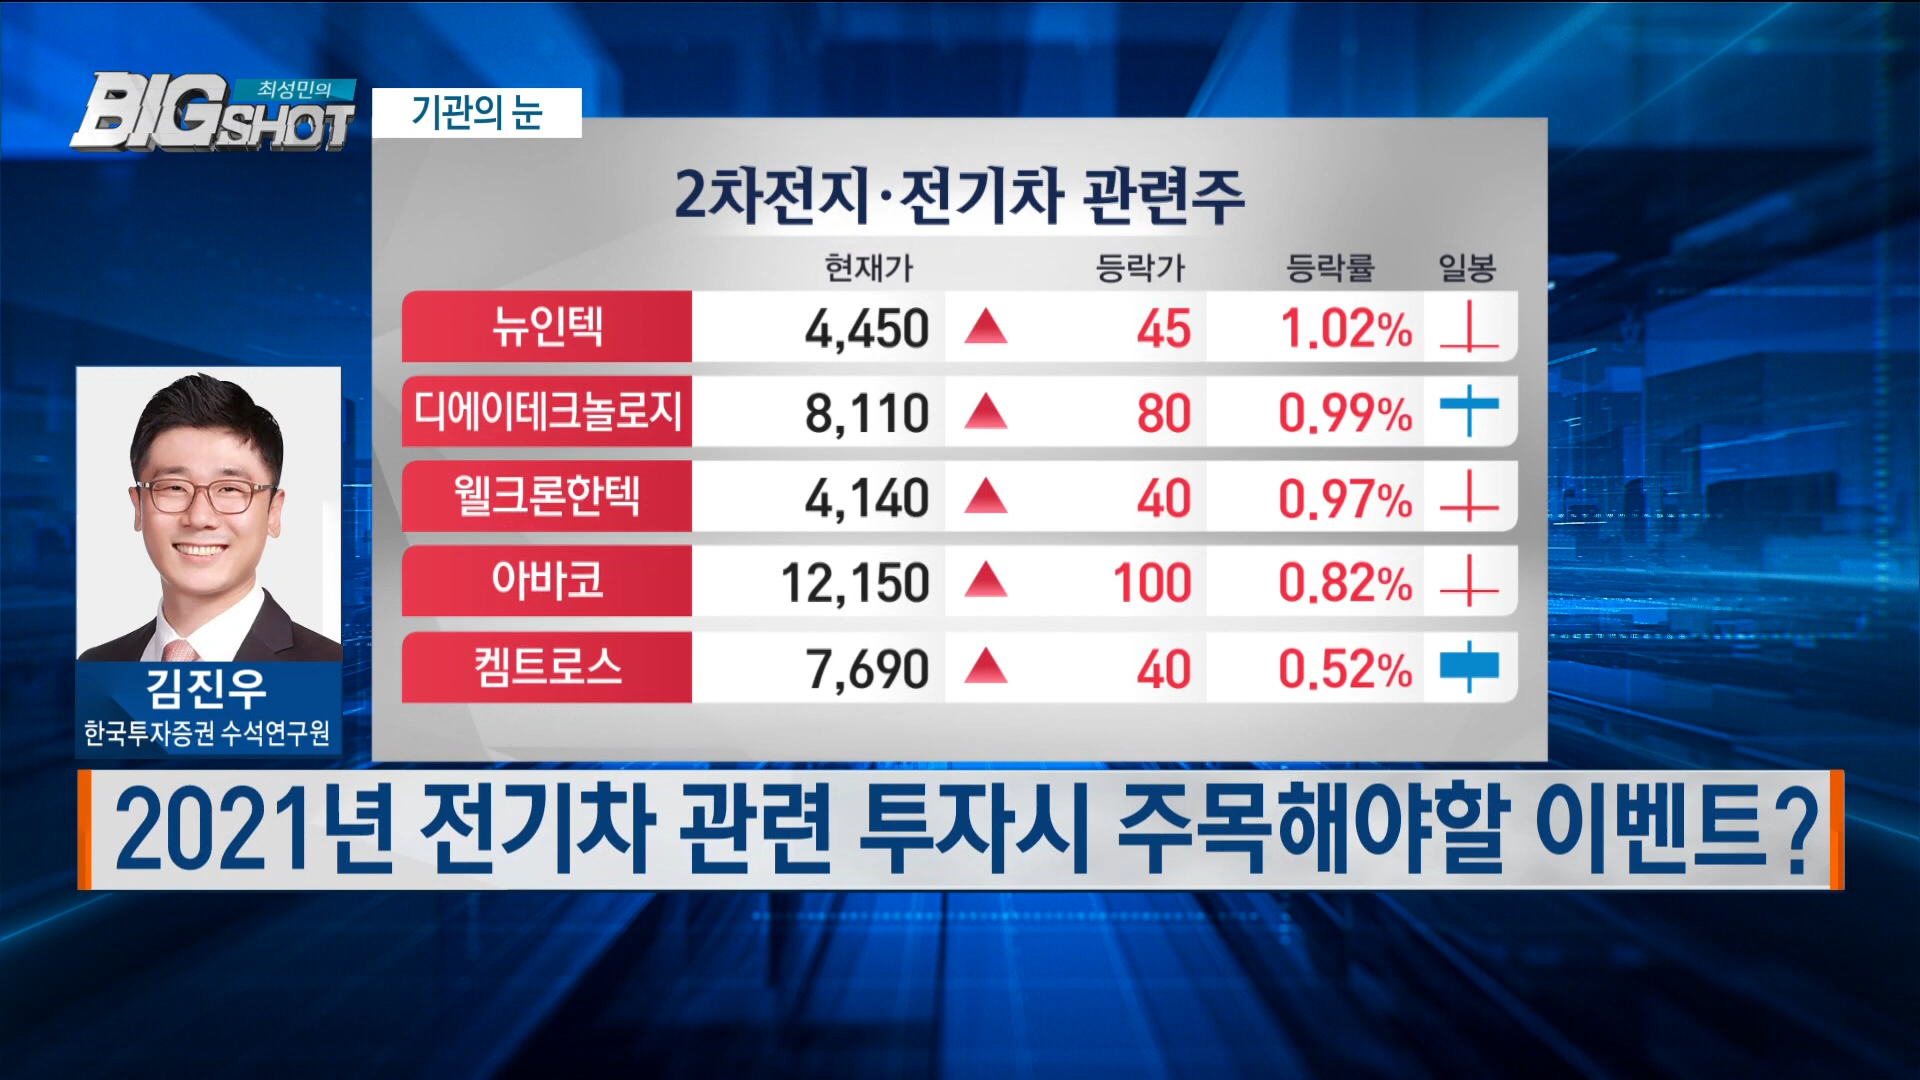 BIG SHOT 최성민의
기관의 눈
2차전지·전기차 관련주
현재가 등락가 등락률 일봉
뉴인텍 4,450 ▲ 45 1.02%
디에이테크놀로지 8,110 ▲ 80 0.99%
웰크론한텍 4,140 ▲ 40 0.97%
아바코 12,150 ▲ 100 0.82%
켐트로스 7,690 ▲ 40 0.52%
김진우
한국투자증권 수석연구원
2021년 전기차 관련 투자시 주목해야할 이벤트?